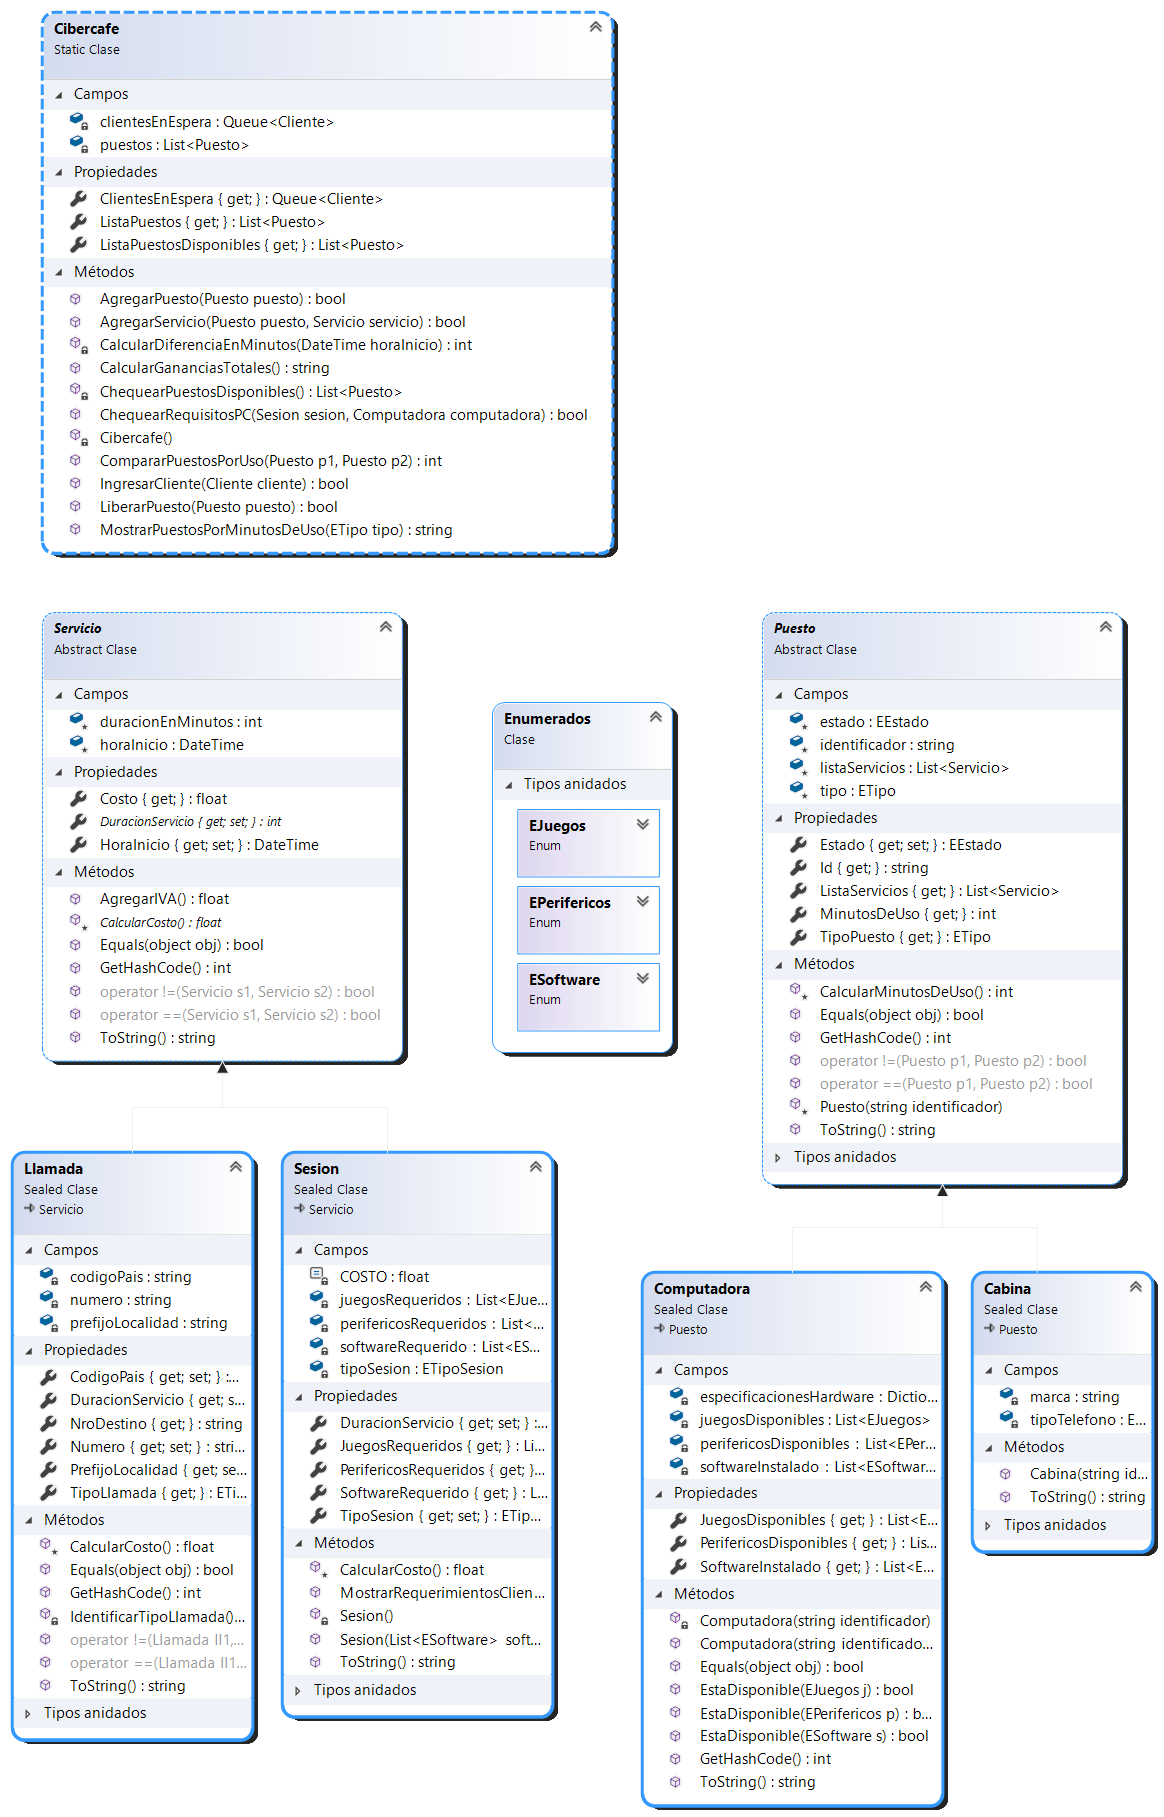 Cibercafe
Static Clase
Campos
clientesEnEspera : Queue<Cliente>
puestos : List<Puesto>
Propiedades
ClientesEnEspera { get; } : Queue<Cliente>
ListaPuestos { get; } : List<Puesto>
ListaPuestosDisponibles { get; } : List<Puesto>
Métodos
AgregarPuesto(Puesto puesto) : bool
AgregarServicio(Puesto puesto, Servicio servicio) : bool
CalcularDiferenciaEnMinutos(DateTime horaInicio) : int
CalcularGananciasTotales() : string
ChequearPuestosDisponibles() : List<Puesto>
ChequearRequisitosPC(Sesion sesion, Computadora computadora) : bool
Cibercafe()
CompararPuestosPorUso(Puesto p1, Puesto p2) : int
IngresarCliente(Cliente cliente) : bool
LiberarPuesto(Puesto puesto) : bool
MostrarPuestosPorMinutosDeUso(ETipo tipo) : string
Servicio
Abstract Clase
Campos
duracionEnMinutos : int
horaInicio : DateTime
Propiedades
Costo { get; } : float
DuracionServicio { get; set; } : int
HoraInicio { get; set; } : DateTime
Métodos
AgregarIVA() : float
CalcularCosto() : float
Equals(object obj) : bool
GetHashCode() : int
operator !=(Servicio s1, Servicio s2) : bool
operator ==(Servicio s1, Servicio s2) : bool
ToString() : string
Enumerados
Clase
Tipos anidados
EJuegos
Enum
EPerifericos
Enum
ESoftware
Enum
Puesto
Abstract Clase
Campos
estado : EEstado
identificador : string
listaServicios : List<Servicio>
tipo : ETipo
Propiedades
Estado { get; set; } : EEstado
Id { get; } : string
ListaServicios { get; } : List<Servicio>
MinutosDeUso { get; } : int
TipoPuesto { get; } : ETipo
Métodos
CalcularMinutosDeUso() : int
Equals(object obj) : bool
GetHashCode() : int
operator !=(Puesto p1, Puesto p2) : bool
operator ==(Puesto p1, Puesto p2) : bool
Puesto(string identificador)
ToString() : string
Tipos anidados
Llamada
Sealed Clase
Servicio
Campos
codigoPais : string
numero : string
prefijoLocalidad : string
Propiedades
CodigoPais { get; set; } :...
DuracionServicio { get; s...
NroDestino { get; } : string
Numero { get; set; } : stri...
PrefijoLocalidad { get; se...
TipoLlamada { get; } : ETi...
Métodos
CalcularCosto() : float
Equals(object obj) : bool
GetHashCode() : int
IdentificarTipoLlamada()...
operator !=(Llamada ll1,...
operator ==(Llamada ll1...
ToString() : string
Tipos anidados
Sesion
Sealed Clase
Servicio
Campos
COSTO : float
juegosRequeridos : List<EJue...
perifericosRequeridos : List<...
softwareRequerido : List<ES...
tipoSesion : ETipoSesion
Propiedades
DuracionServicio { get; set; } :...
JuegosRequeridos { get; } : Li...
PerifericosRequeridos { get; }...
SoftwareRequerido { get; } : L...
TipoSesion { get; set; } : ETip...
Métodos
CalcularCosto() : float
MostrarRequerimientosClien...
Sesion()
Sesion(List<ESoftware> soft...
ToString() : string
Tipos anidados
Computadora
Sealed Clase
Puesto
Campos
especificacionesHardware : Dictio...
juegosDisponibles : List<EJuegos>
perifericosDisponibles : List<EPer...
softwareInstalado : List<ESoftwar...
Propiedades
JuegosDisponibles { get; } : List<E...
PerifericosDisponibles { get; } : Lis...
SoftwareInstalado { get; } : List<E...
Métodos
Computadora(string identificador)
Computadora(string identificado...
Equals(object obj) : bool
EstaDisponible(EJuegos j) : bool
EstaDisponible(EPerifericos p) : b...
EstaDisponible(ESoftware s) : bool
GetHashCode() : int
ToString() : string
Cabina
Sealed Clase
Puesto
Campos
marca : string
tipoTelefono : E...
Métodos
Cabina(string id...
ToString() : string
Tipos anidados